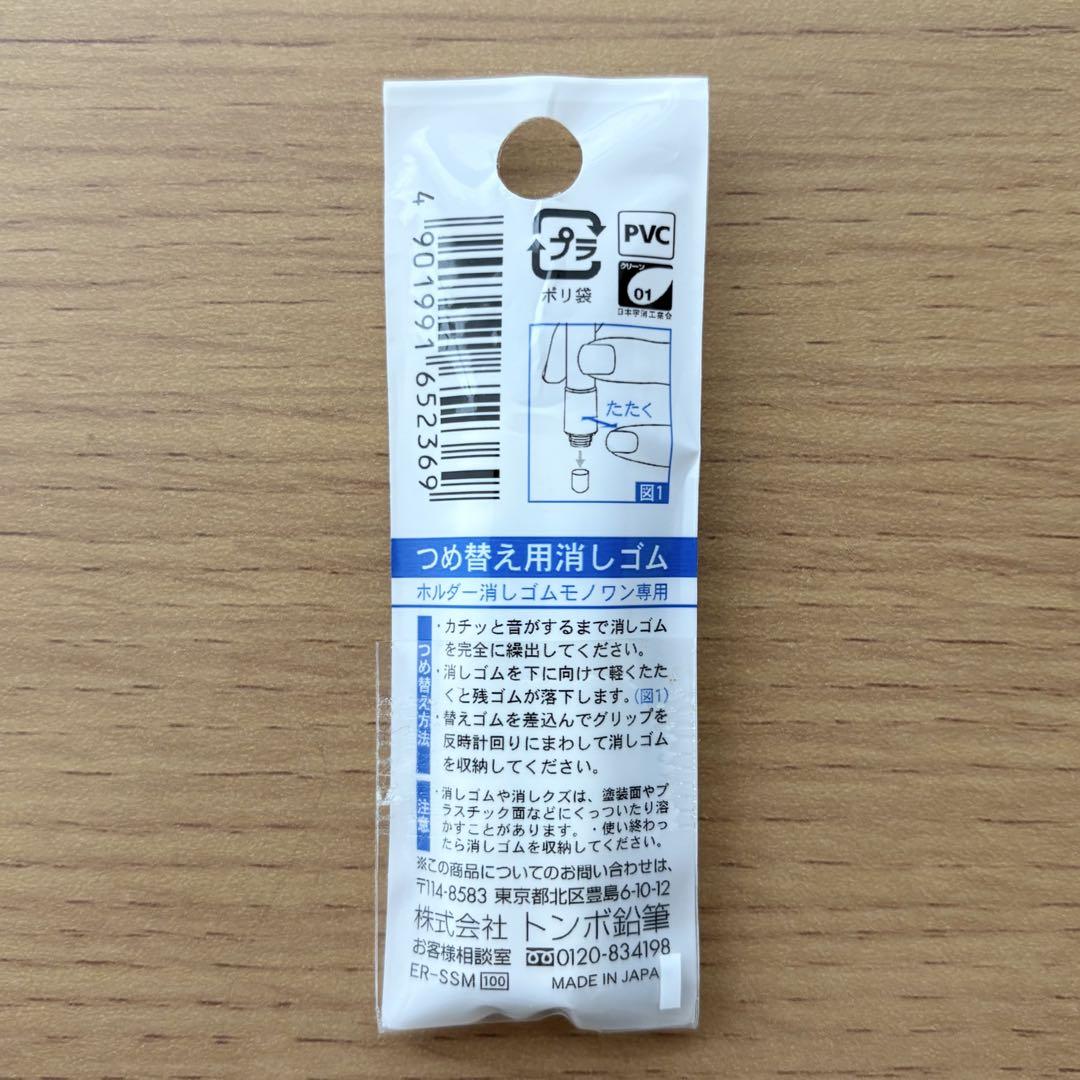 4 901991 652369
プラ
ポリ袋
PVC
クリーン
01
日本字消工業会
たたく
図1
つめ替え用消しゴム
ホルダー消しゴムモノワン専用
つめ替え方法
・カチッと音がするまで消しゴム
を完全に繰出してください。
・消しゴムを下に向けて軽くたた
くと残ゴムが落下します。(図1)
・替えゴムを差込んでグリップを
反時計回りにまわして消しゴム
を収納してください。
注意
・消しゴムや消しクズは、塗装面やプ
ラスチック面などにくっついたり溶
かすことがあります。・使い終わっ
たら消しゴムを収納してください。
※この商品についてのお問い合わせは、
〒114-8583 東京都北区豊島6-10-12
株式会社 トンボ鉛筆
お客様相談室 0120-834198
ER-SSM 100 MADE IN JAPAN